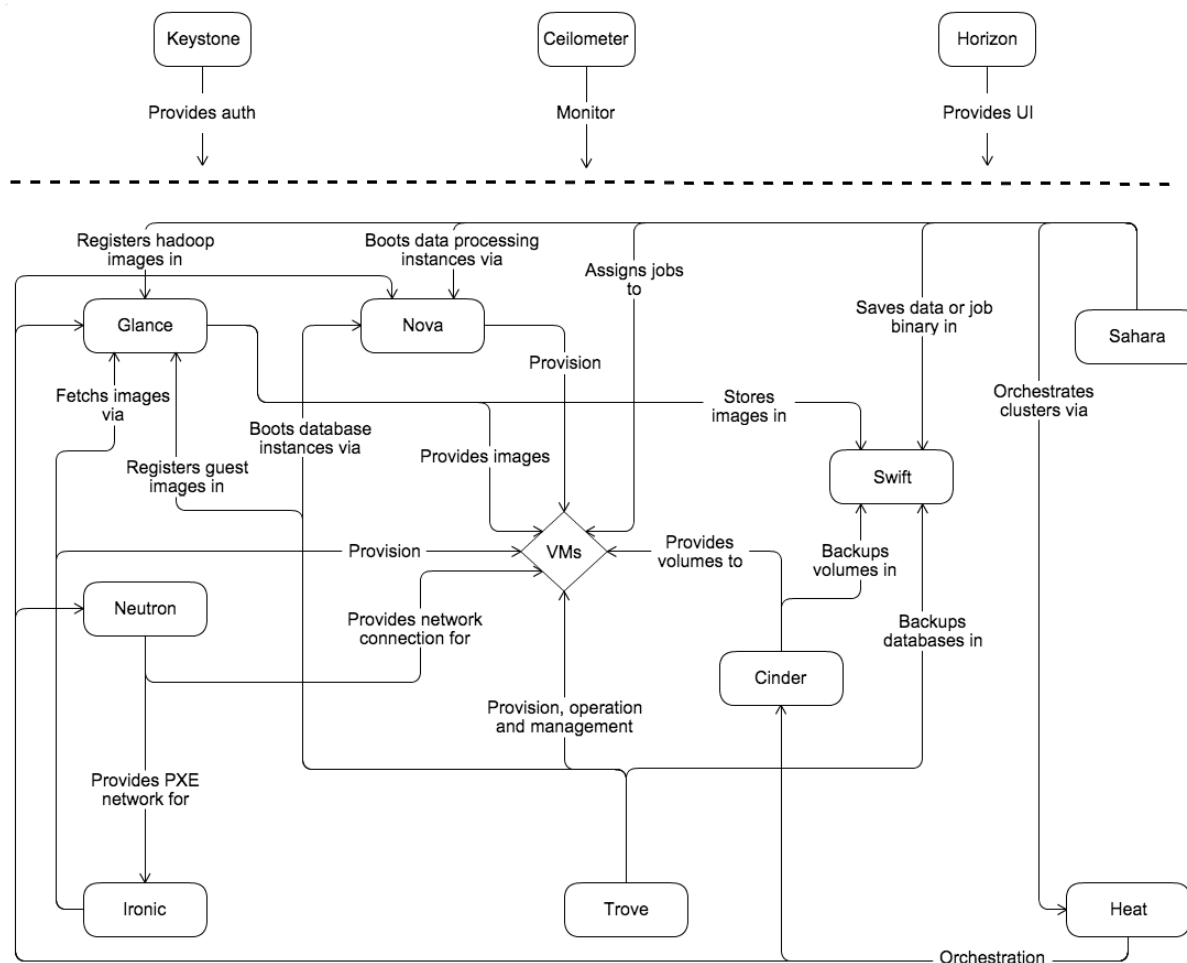 Keystone
Ceilometer
Horizon
Provides auth
Monitor
Provides UI
Registers hadoop
images in
Boots data processing
instances via
Assigns jobs
to
Saves data or job
binary in
Glance
Nova
Sahara
Provision
Fetchs images
via
Orchestrates
clusters via
Stores
images in
Boots database
instances via
Provides images
Registers guest
images in
Swift
Provision
VMs
Provides
volumes to
Backups
volumes in
Neutron
Provides network
connection for
Backups
databases in
Cinder
Provision, operation
and management
Provides PXE
network for
Ironic
Trove
Heat
Orchestration